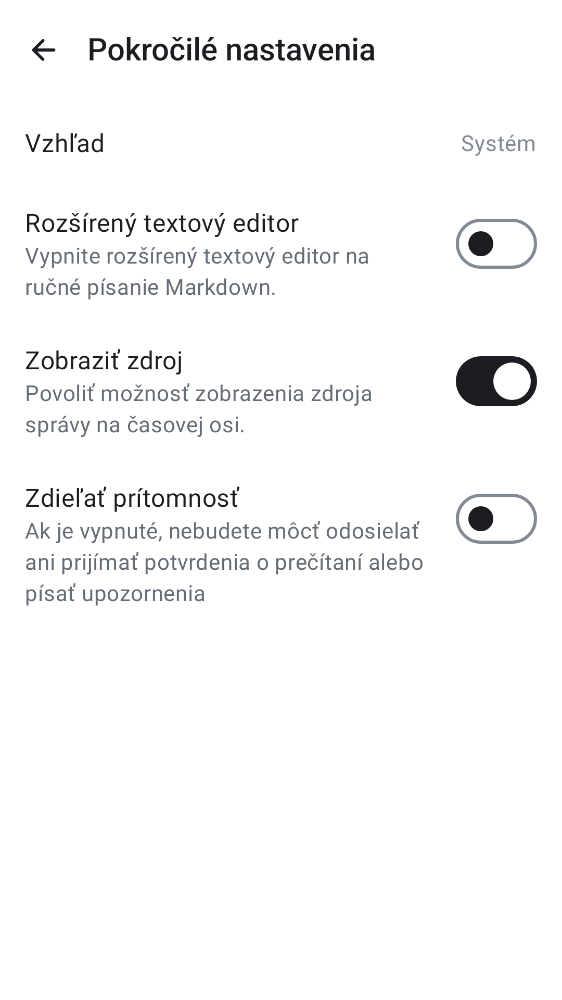 Pokročilé nastavenia
Vzhľad
Systém
Rozšírený textový editor
Vypnite rozšírený textový editor na
ručné písanie Markdown.
Zobraziť zdroj
Povoliť možnosť zobrazenia zdroja
správy na časovej osi.
Zdieľať prítomnosť
Ak je vypnuté, nebudete môcť odosielať
ani prijímať potvrdenia o prečítaní alebo
písať upozornenia